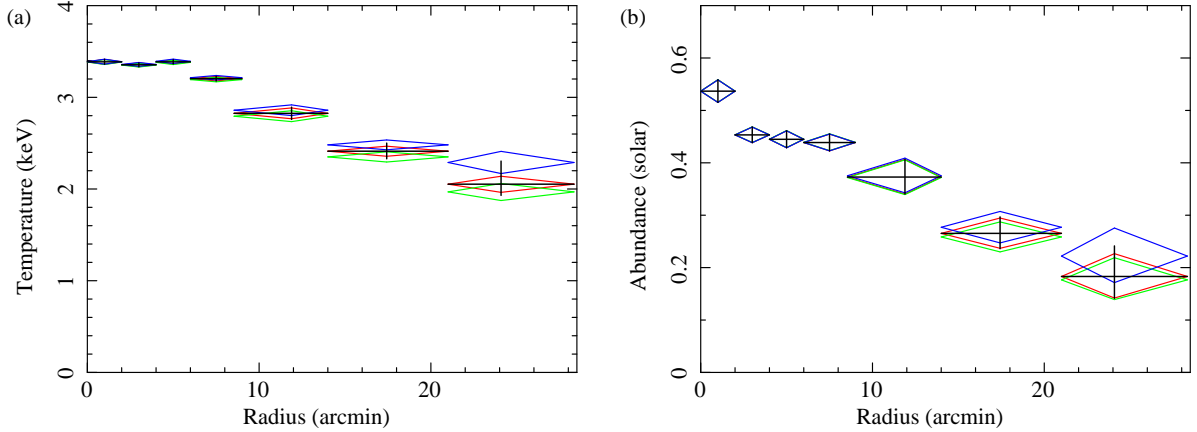 (a)
Temperature (keV)
0 1 2 3 4
0 10 20
Radius (arcmin)
(b)
Abundance (solar)
0 0.2 0.4 0.6
0 10 20
Radius (arcmin)